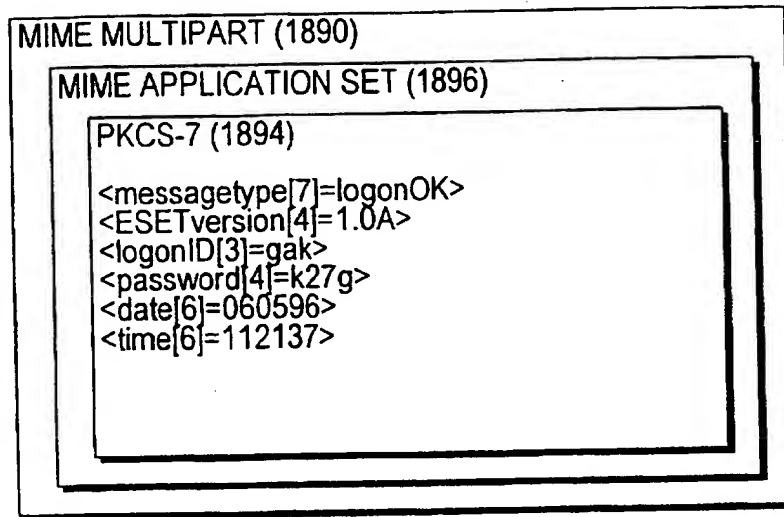 MIME MULTIPART (1890)
MIME APPLICATION SET (1896)
PKCS-7 (1894)
<messagetype[7]=logonOK>
<ESETversion[4]=1.0A>
<logonID[3]=gak>
<password[4]=k27g>
<date[6]=060596>
<time[6]=112137>